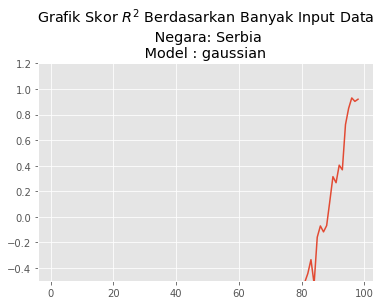 Grafik Skor R² Berdasarkan Banyak Input Data
Negara: Serbia
Model : gaussian
1.2
1.0
0.8
0.6
0.4
0.2
0.0
−0.2
−0.4
0 20 40 60 80 100